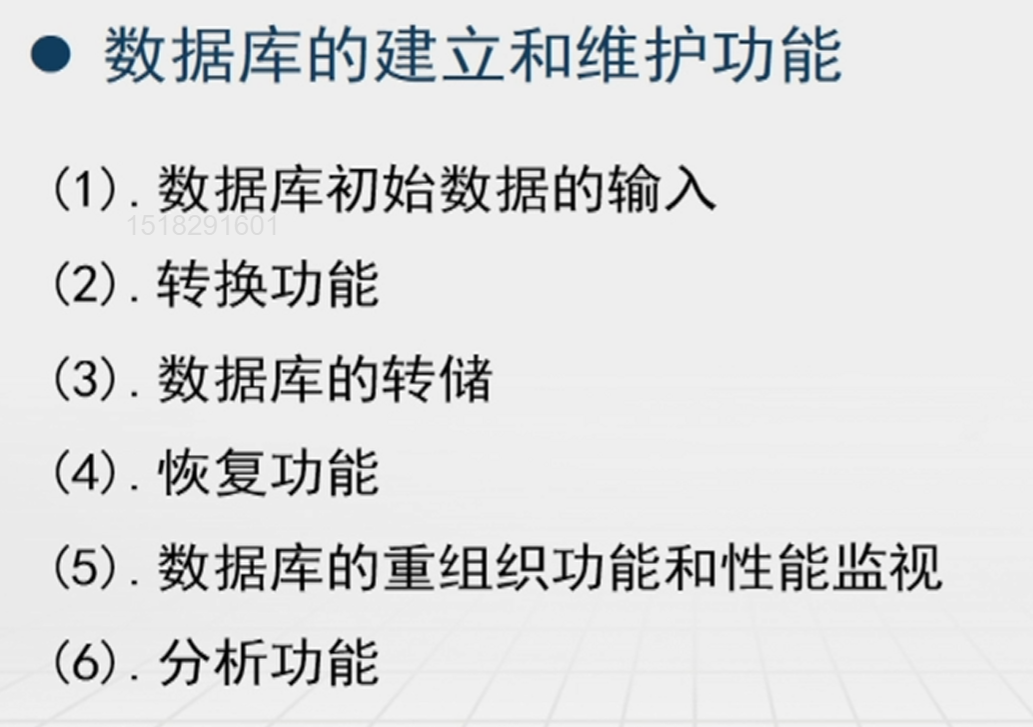 ● 数据库的建立和维护功能
(1).数据库初始数据的输入
1518291601
(2).转换功能
(3).数据库的转储
(4).恢复功能
(5).数据库的重组织功能和性能监视
(6).分析功能